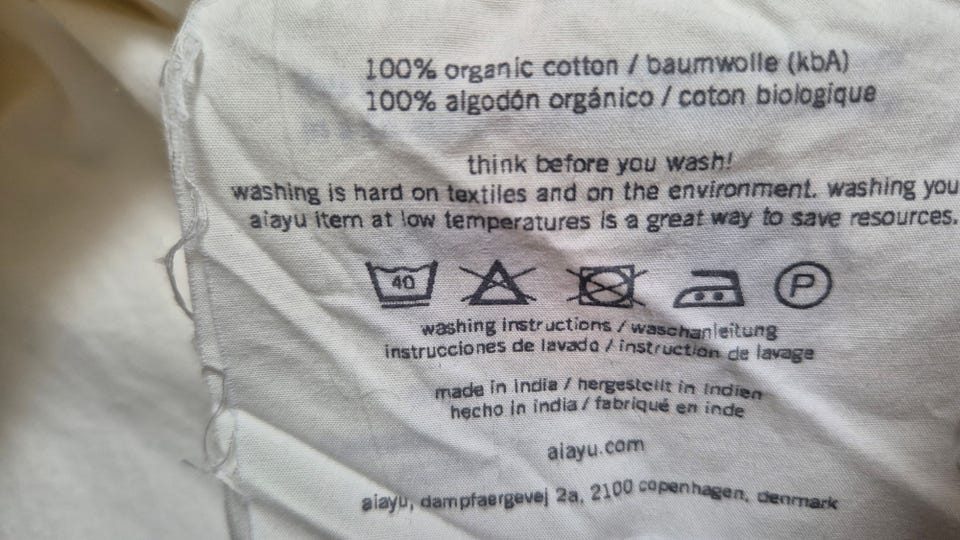 100% organic cotton / baumwolle (kbA)
100% algodón orgánico / coton biologique
think before you wash!
washing is hard on textiles and on the environment. washing you
aiayu item at low temperatures is a great way to save resources.
40
P
washing instructions / waschanleitung
instrucciones de lavado / instruction de lavage
made in india / hergestellt in indien
hecho in india / fabriqué en inde
aiayu.com
aiayu, dampfaergevej 2a, 2100 copenhagen, denmark